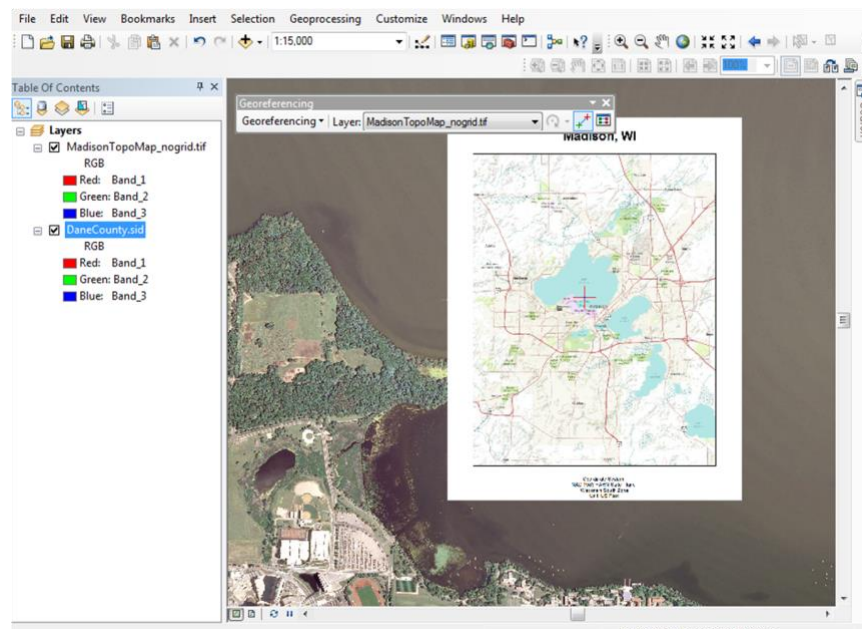 File Edit View Bookmarks Insert Selection Geoprocessing Customize Windows Help
1:15,000
100%
Table Of Contents
Layers
MadisonTopoMap_nogrid.tif
RGB
Red: Band_1
Green: Band_2
Blue: Band_3
DaneCounty.sid
RGB
Red: Band_1
Green: Band_2
Blue: Band_3
Georeferencing
Georeferencing Layer: MadisonTopoMap_nogrid.tif
Madison, WI